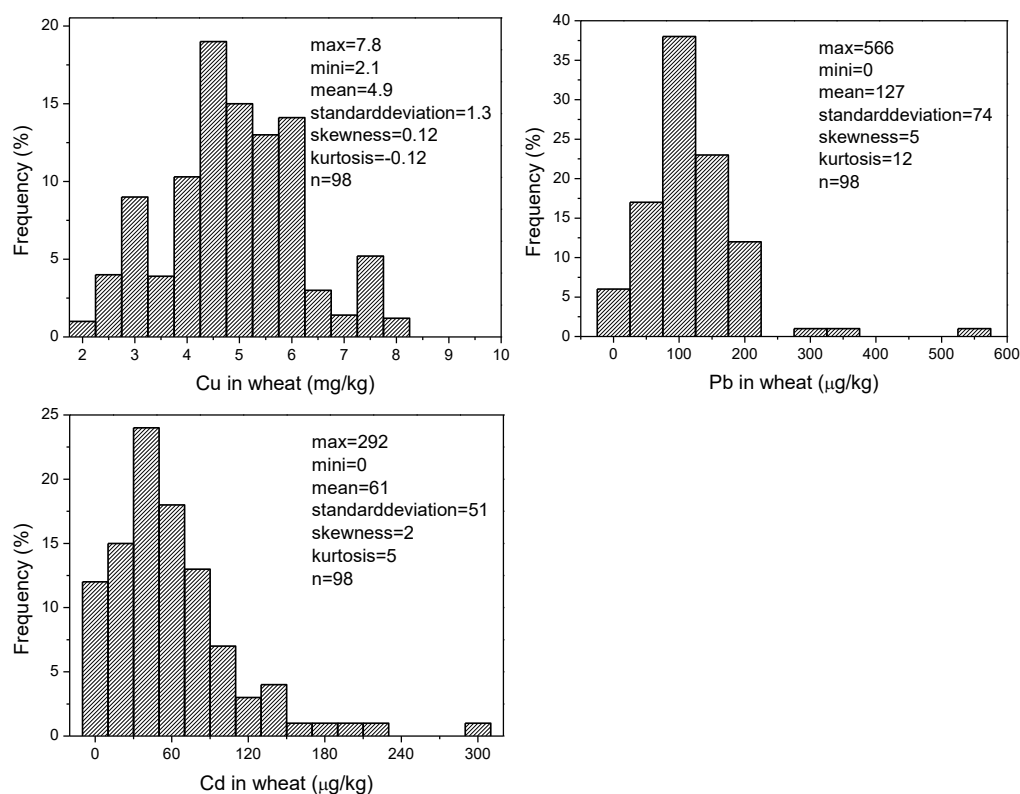 20
15
10
5
0
Frequency (%)
max=7.8
mini=2.1
mean=4.9
standarddeviation=1.3
skewness=0.12
kurtosis=-0.12
n=98
2 3 4 5 6 7 8 9 10
Cu in wheat (mg/kg)
40
35
30
25
20
15
10
5
0
Frequency (%)
max=566
mini=0
mean=127
standarddeviation=74
skewness=5
kurtosis=12
n=98
0 100 200 300 400 500 600
Pb in wheat (μg/kg)
25
20
15
10
5
0
Frequency (%)
max=292
mini=0
mean=61
standarddeviation=51
skewness=2
kurtosis=5
n=98
0 60 120 180 240 300
Cd in wheat (μg/kg)